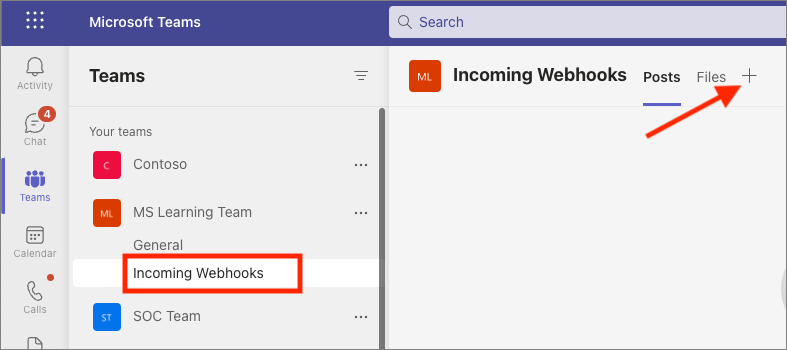 Microsoft Teams
Search
Activity
4
Chat
Teams
Calendar
Calls
Teams
Your teams
C
Contoso
ML
MS Learning Team
General
Incoming Webhooks
ST
SOC Team
ML
Incoming Webhooks
Posts
Files